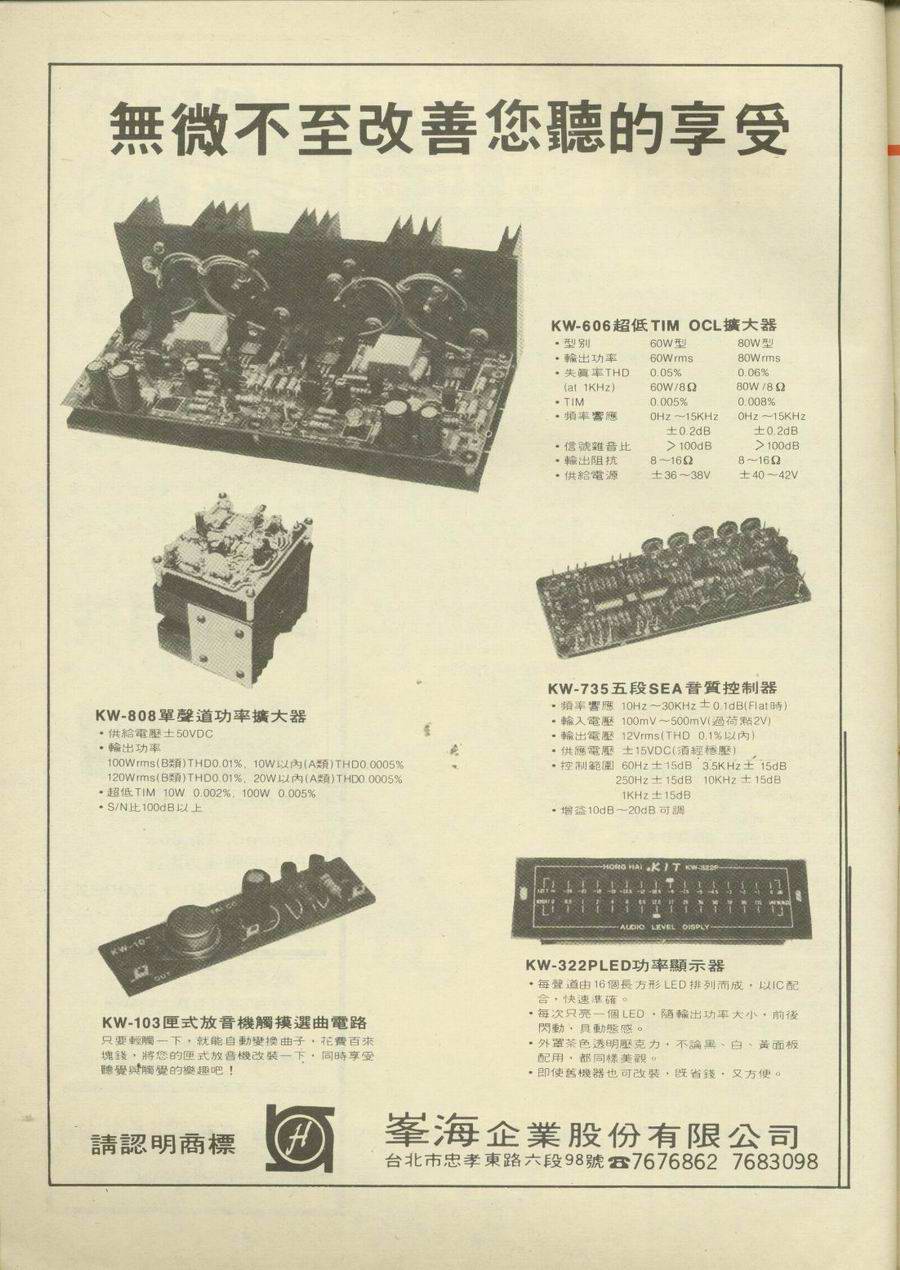 無微不至改善您聽的享受
KW-606超低TIM OCL擴大器
•型別 60W型 80W型
•輸出功率 60Wrms 80Wrms
•失眞率THD 0.05% 0.06%
(at 1KHz) 60W/8Ω 80W/8Ω
•TIM 0.005% 0.008%
•頻率響應 0Hz～15KHz 0Hz～15KHz
±0.2dB ±0.2dB
•信號雜音比 ＞100dB ＞100dB
•輸出阻抗 8～16Ω 8～16Ω
•供給電源 ±36～38V ±40～42V
KW-808單聲道功率擴大器
•供給電壓±50VDC
•輸出功率
100Wrms(B類)THD0.01%, 10W以內(A類)THD0.0005%
120Wrms(B類)THD0.01%, 20W以內(A類)THD0.0005%
•超低TIM 10W 0.002%, 100W 0.005%
•S/N比100dB以上
KW-735五段SEA音質控制器
•頻率響應 10Hz～30KHz±0.1dB(Flat時)
•輸入電壓 100mV～500mV(過荷點2V)
•輸出電壓 12Vrms(THD 0.1%以內)
•供應電壓 ±15VDC(須經穩壓)
•控制範圍 60Hz±15dB 3.5KHz±15dB
250Hz±15dB 10KHz±15dB
1KHz±15dB
•增益10dB～20dB可調
KW-10
OUT
KW-103匣式放音機觸摸選曲電路
只要輕觸一下，就能自動變換曲子，花費百來
塊錢，將您的匣式放音機改裝一下，同時享受
聽覺與觸覺的樂趣吧！
HONG HAI KIT KW-322P
AUDIO LEVEL DISPLY
KW-322PLED功率顯示器
•每聲道由16個長方形LED排列而成，以IC配
合，快速準確。
•每次只亮一個LED，隨輸出功率大小，前後
閃動，具動態感。
•外罩茶色透明壓克力，不論黑、白、黃面板
配用，都同樣美觀。
•即使舊機器也可改裝，旣省錢，又方便。
請認明商標
H
峯海企業股份有限公司
台北市忠孝東路六段98號☎7676862 7683098